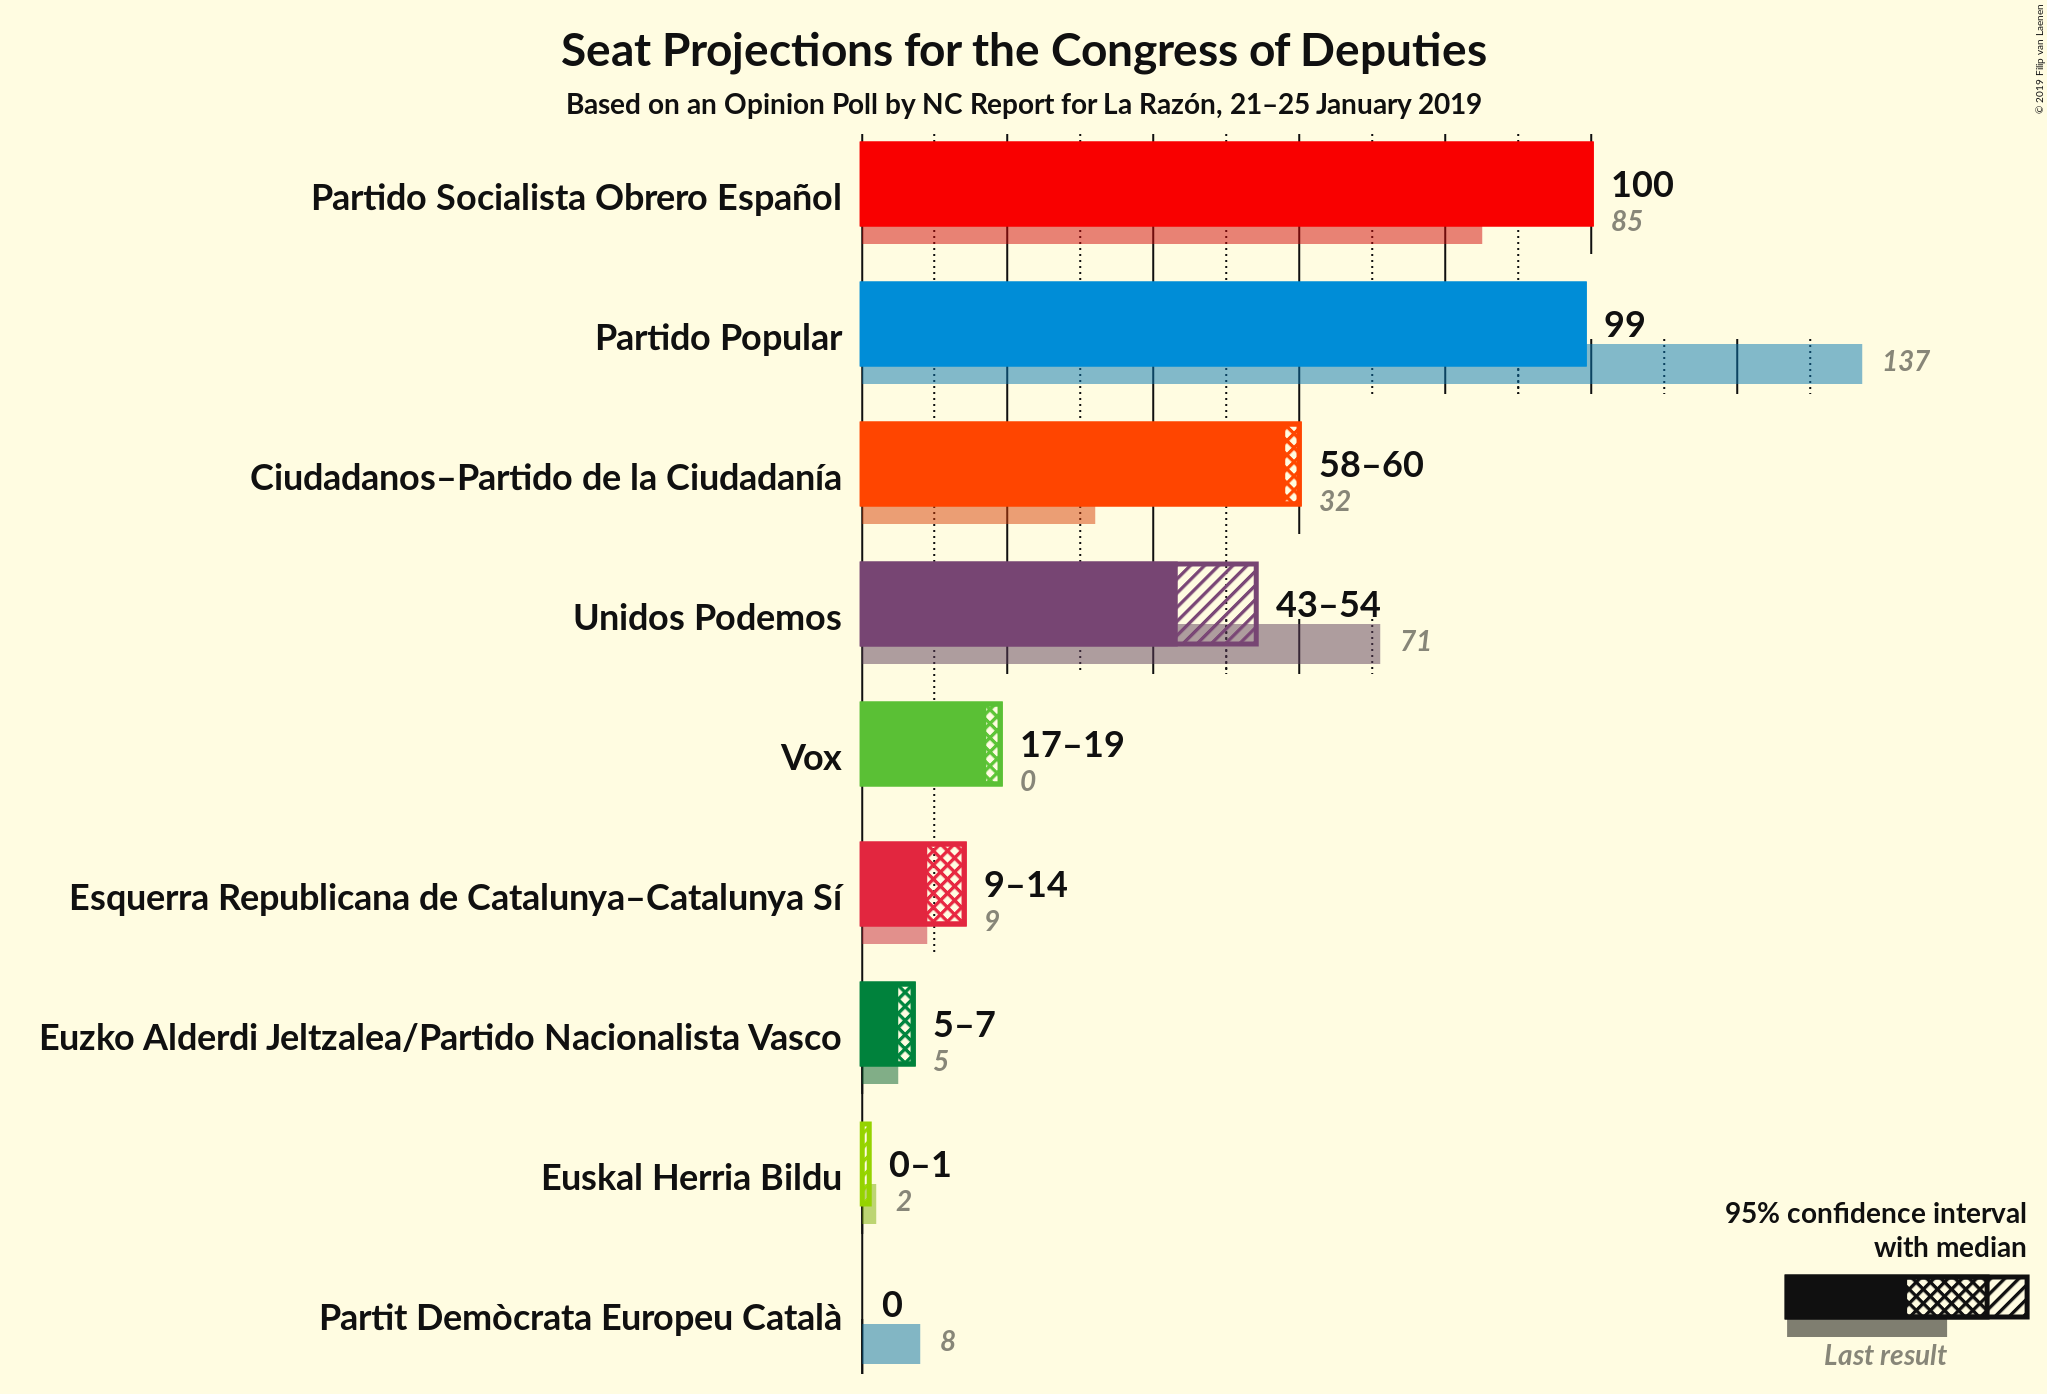 Seat Projections for the Congress of Deputies
Based on an Opinion Poll by NC Report for La Razón, 21–25 January 2019
© 2019 Filip van Laenen
Partido Socialista Obrero Español
100
85
Partido Popular
99
137
Ciudadanos–Partido de la Ciudadanía
58–60
32
Unidos Podemos
43–54
71
Vox
17–19
0
Esquerra Republicana de Catalunya–Catalunya Sí
9–14
9
Euzko Alderdi Jeltzalea/Partido Nacionalista Vasco
5–7
5
Euskal Herria Bildu
0–1
2
Partit Demòcrata Europeu Català
0
8
95% confidence interval
with median
Last result